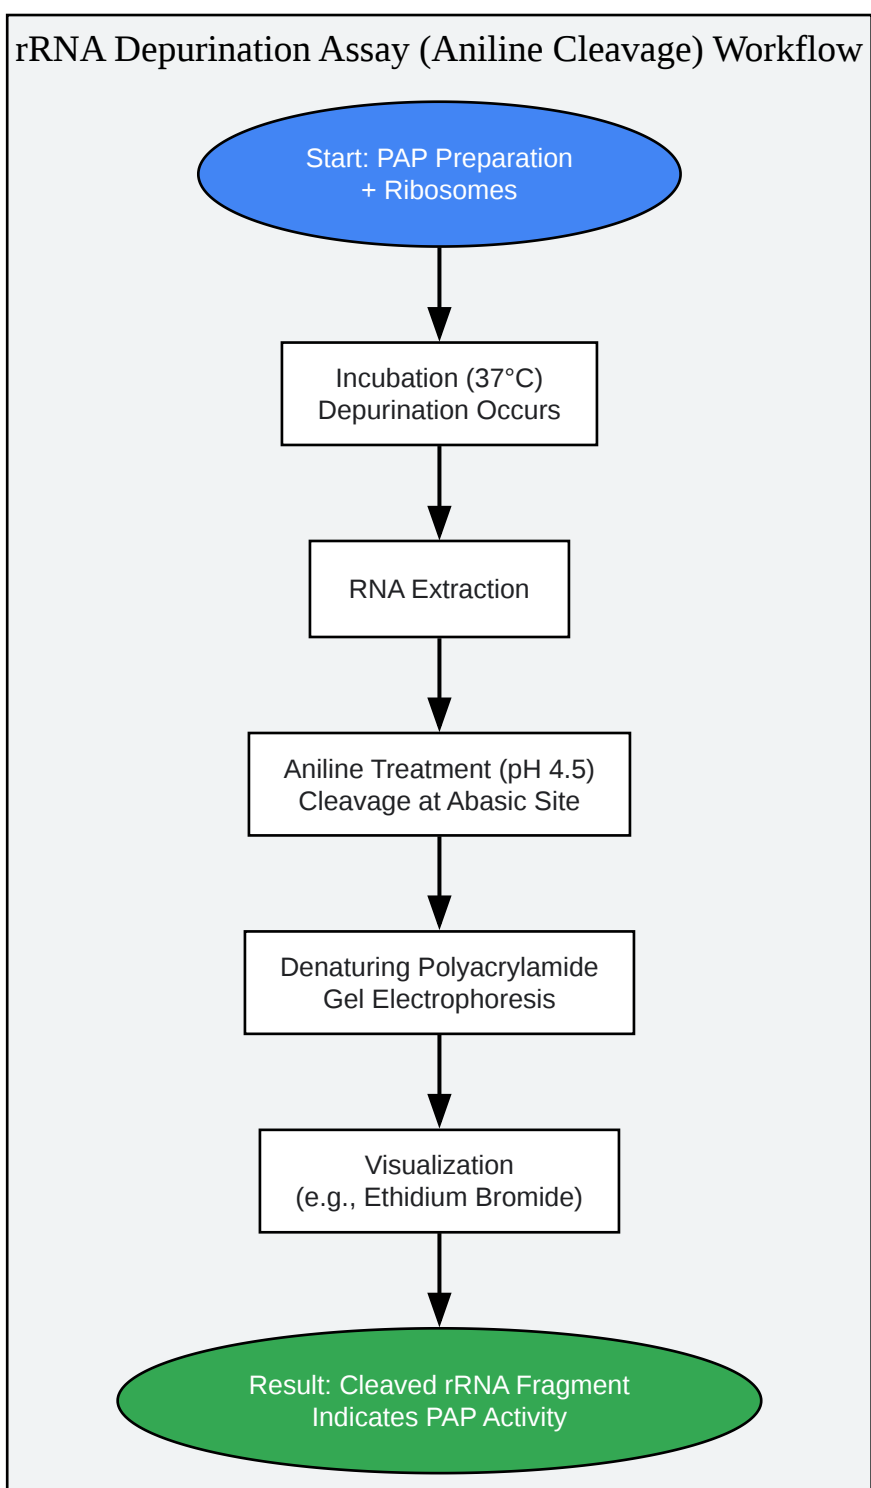 rRNA Depurination Assay (Aniline Cleavage) Workflow
Start: PAP Preparation
+ Ribosomes
Incubation (37°C)
Depurination Occurs
RNA Extraction
Aniline Treatment (pH 4.5)
Cleavage at Abasic Site
Denaturing Polyacrylamide
Gel Electrophoresis
Visualization
(e.g., Ethidium Bromide)
Result: Cleaved rRNA Fragment
Indicates PAP Activity